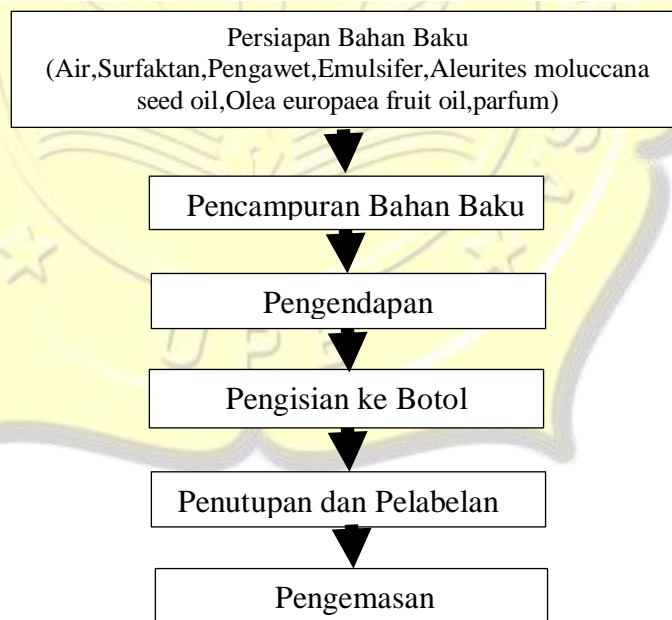 Persiapan Bahan Baku
(Air,Surfaktan,Pengawet,Emulsifer,Aleurites moluccana
seed oil,Olea europaea fruit oil,parfum)
Pencampuran Bahan Baku
Pengendapan
Pengisian ke Botol
Penutupan dan Pelabelan
Pengemasan